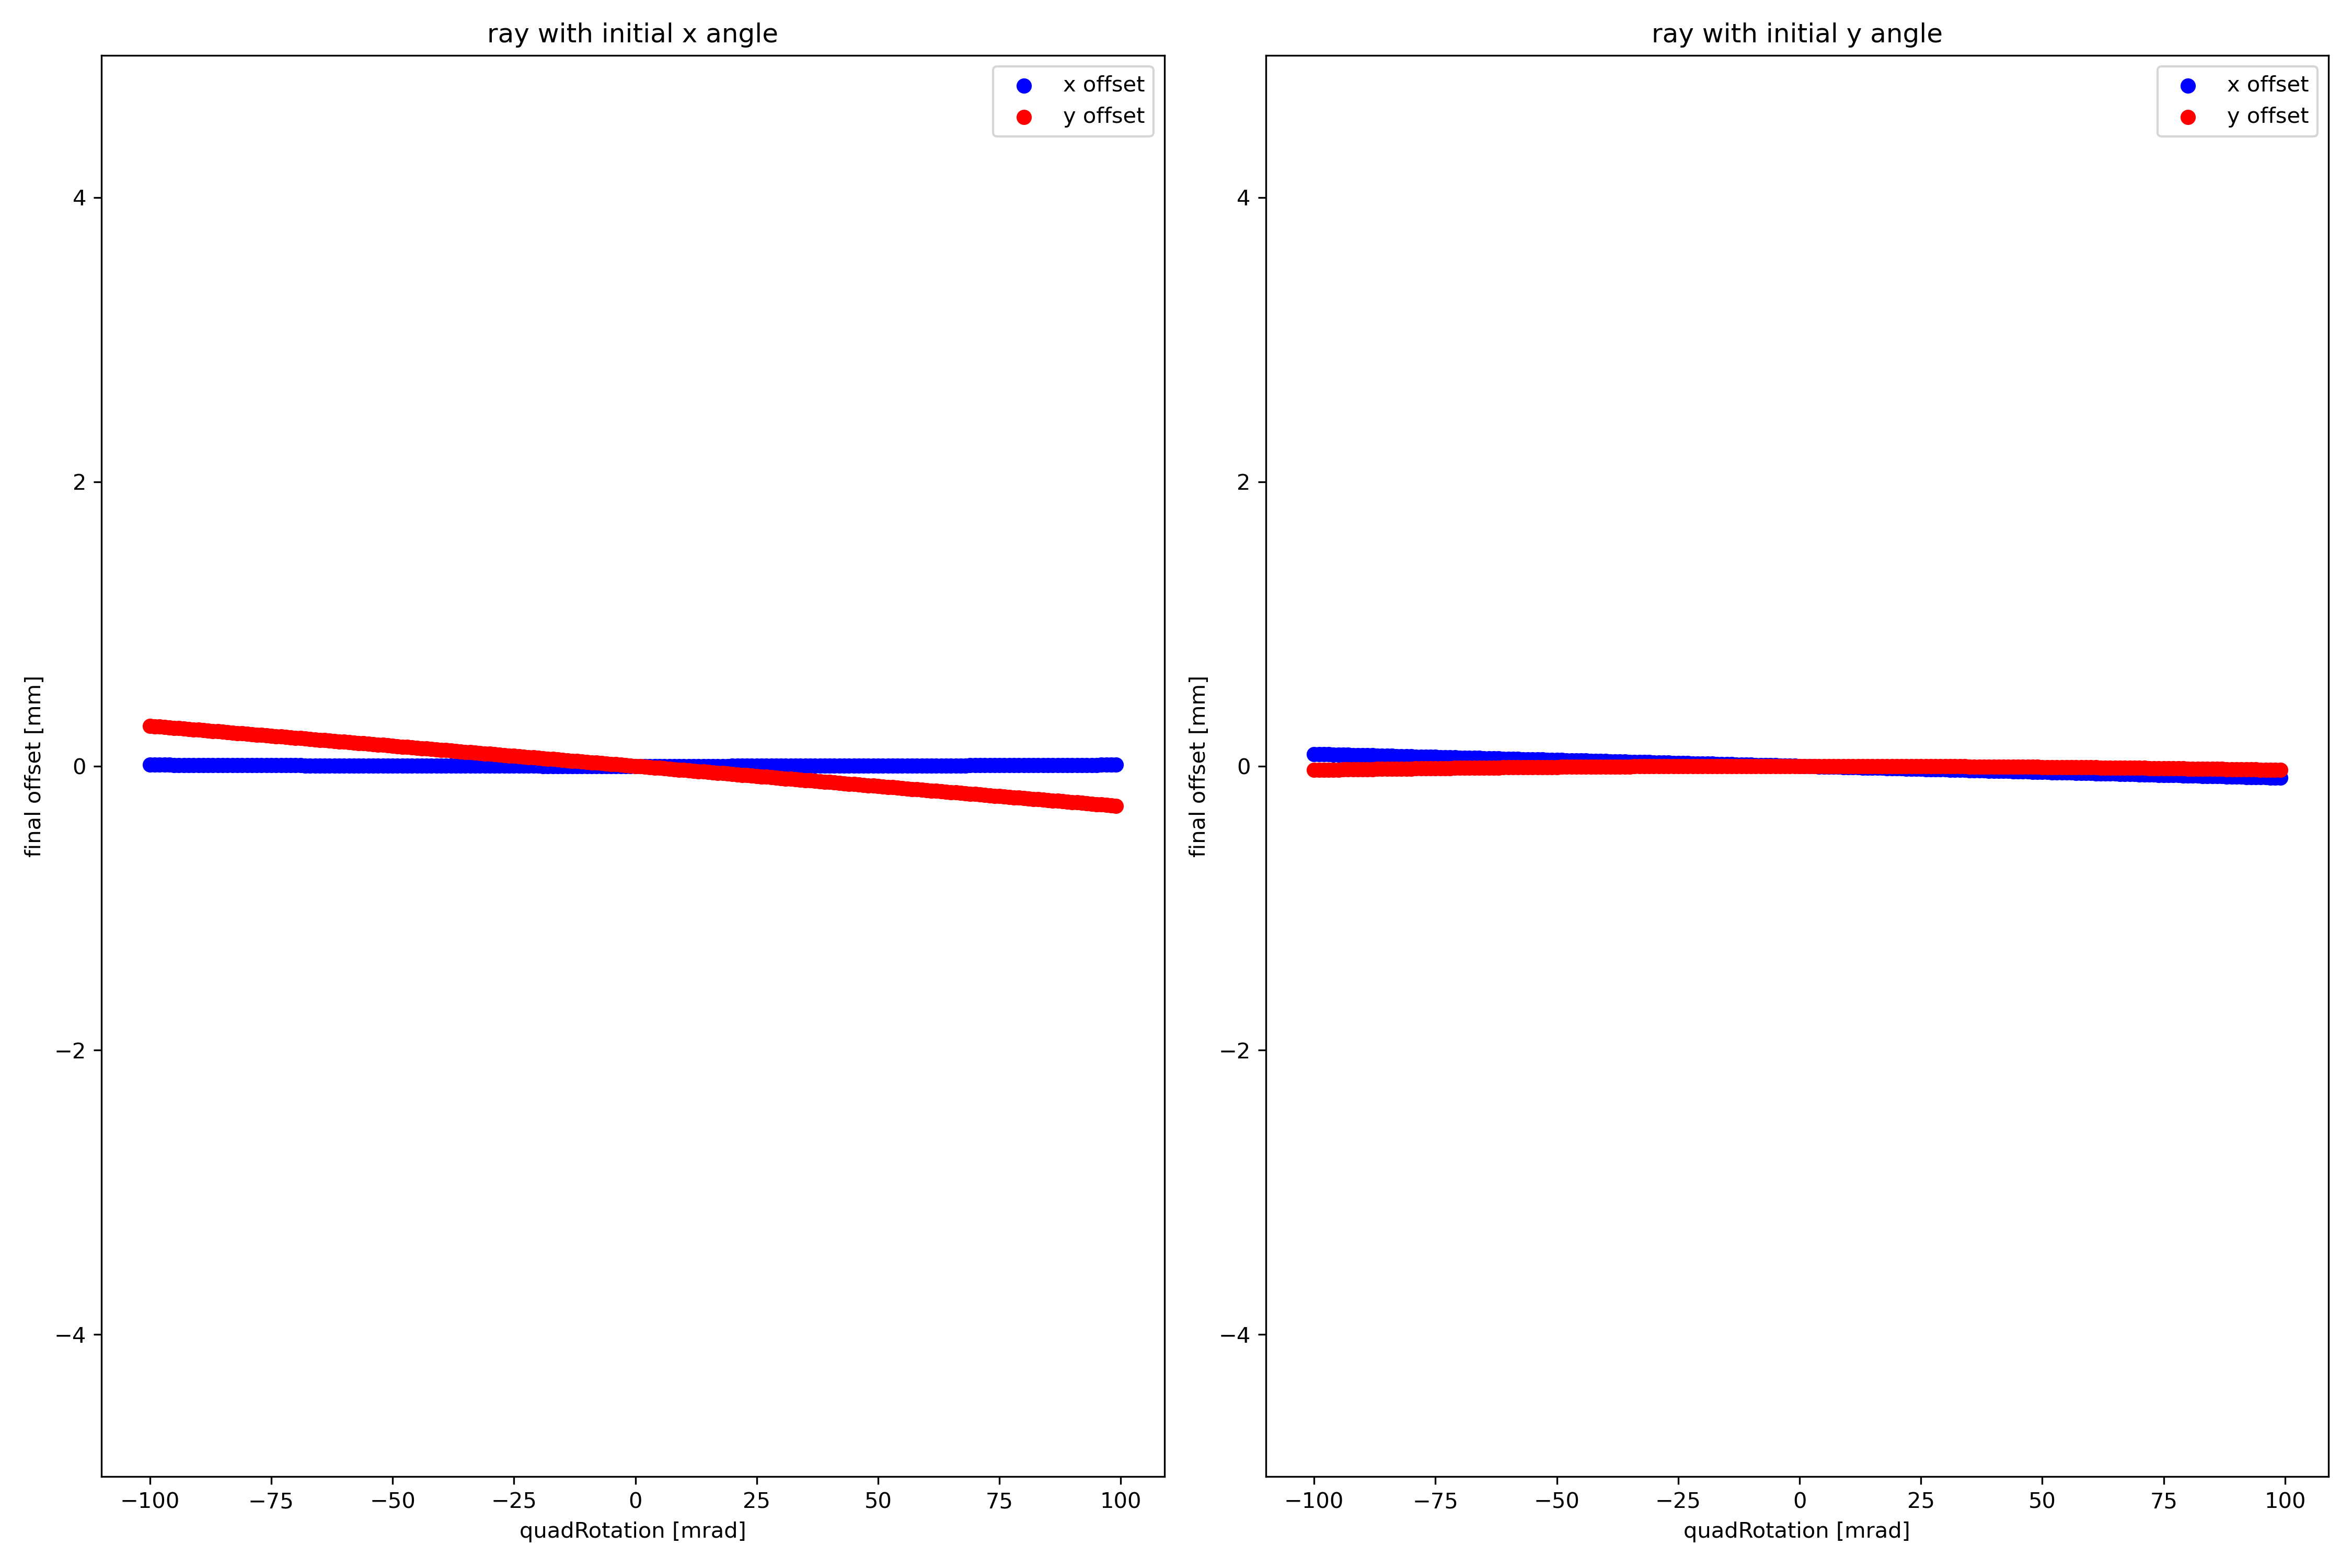 ray with initial x angle
x offset
y offset
4
2
0
−2
−4
final offset [mm]
−100 −75 −50 −25 0 25 50 75 100
quadRotation [mrad]
ray with initial y angle
x offset
y offset
4
2
0
−2
−4
final offset [mm]
−100 −75 −50 −25 0 25 50 75 100
quadRotation [mrad]